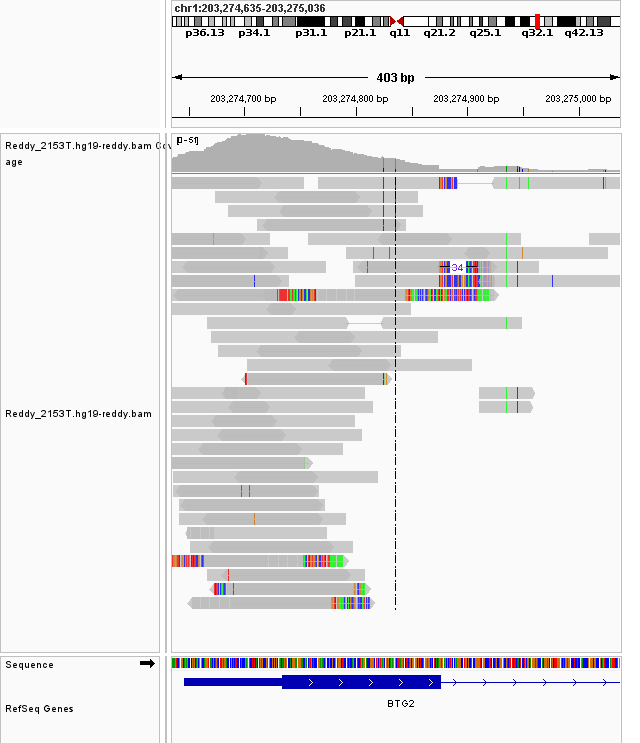 chr1:203,274,635-203,275,036
p36.13 p34.1 p31.1 p21.1 q11 q21.2 q25.1 q32.1 q42.13
403 bp
203,274,700 bp 203,274,800 bp 203,274,900 bp 203,275,000 bp
Reddy_2153T.hg19-reddy.bam
age
[0-51]
34
Reddy_2153T.hg19-reddy.bam
Sequence
RefSeq Genes
BTG2